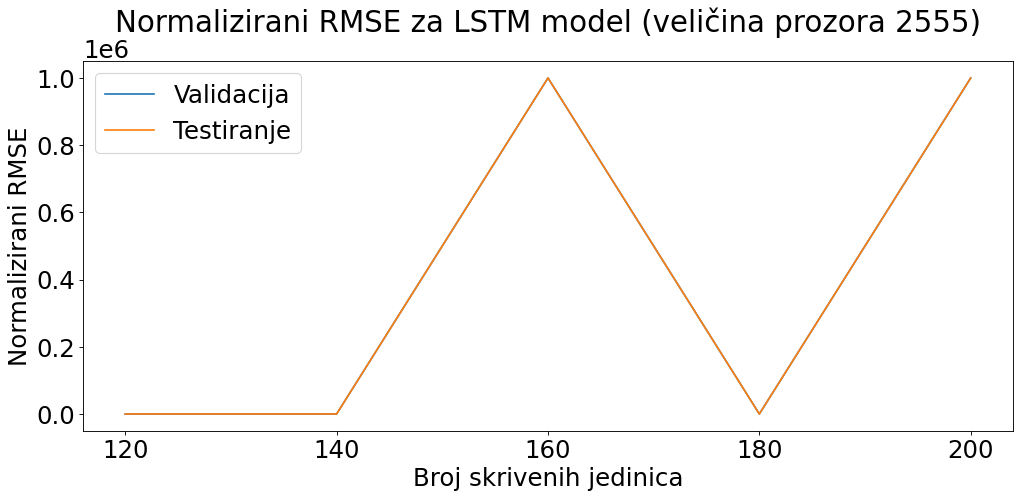 Normalizirani RMSE za LSTM model (veličina prozora 2555)
1e6
1.0
0.8
0.6
0.4
0.2
0.0
Normalizirani RMSE
Validacija
Testiranje
120 140 160 180 200
Broj skrivenih jedinica